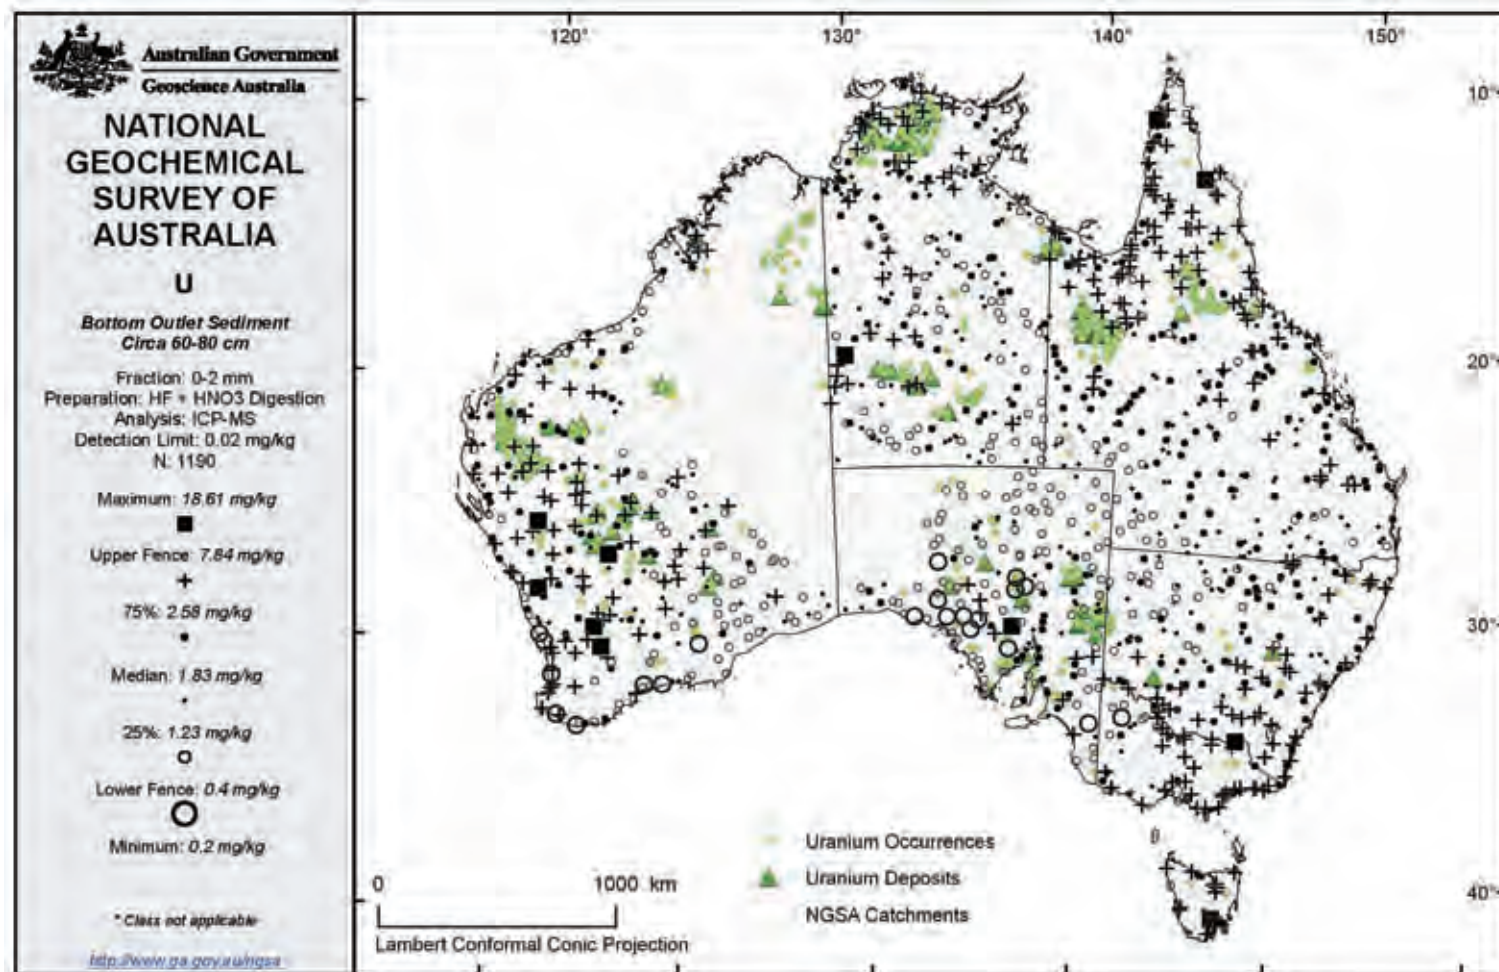 Australian Government
Geoscience Australia
NATIONAL
GEOCHEMICAL
SURVEY OF
AUSTRALIA
U
Bottom Outlet Sediment
Circa 60-80 cm
Fraction: 0-2 mm
Preparation: HF + HNO3 Digestion
Analysis: ICP-MS
Detection Limit: 0.02 mg/kg
N: 1190
Maximum: 18.61 mg/kg
Upper Fence: 7.84 mg/kg
75%: 2.58 mg/kg
Median: 1.83 mg/kg
25%: 1.23 mg/kg
Lower Fence: 0.4 mg/kg
Minimum: 0.2 mg/kg
* Class not applicable
http://www.ga.gov.au/ngsa
120°
130°
140°
150°
10°
20°
30°
40°
Uranium Occurrences
Uranium Deposits
NGSA Catchments
0 1000 km
Lambert Conformal Conic Projection